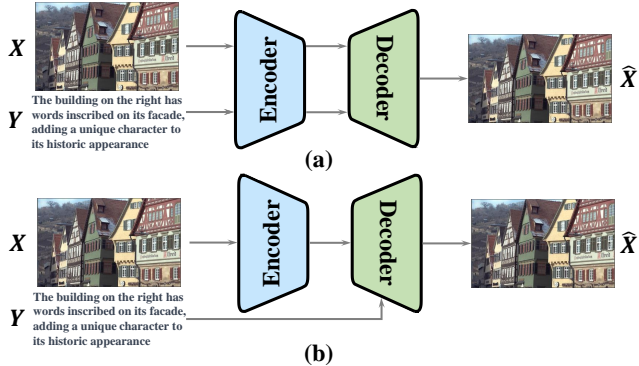 X
Y
The building on the right has
words inscribed on its facade,
adding a unique character to
its historic appearance
Encoder
Decoder
X̂
(a)
X
Y
The building on the right has
words inscribed on its facade,
adding a unique character to
its historic appearance
Encoder
Decoder
X̂
(b)